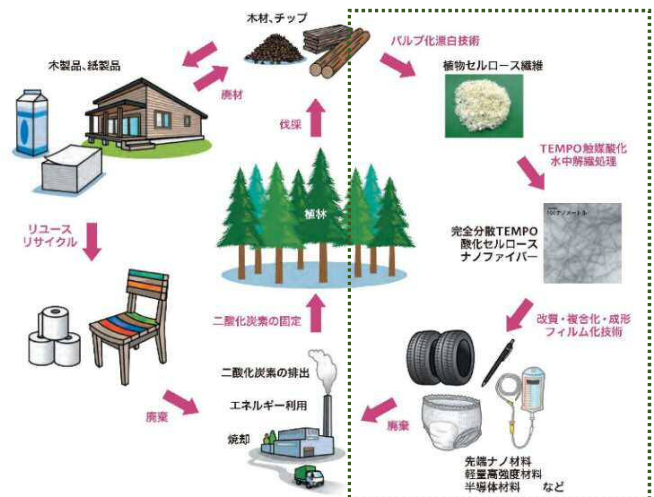 木材、チップ
パルプ化漂白技術
木製品、紙製品
廃材
植物セルロース繊維
伐採
TEMPO触媒酸化
水中解繊処理
植林
リユース
リサイクル
完全分散TEMPO
酸化セルロース
ナノファイバー
二酸化炭素の固定
改質・複合化・成形
フィルム化技術
二酸化炭素の排出
エネルギー利用
廃棄
焼却
廃棄
先端ナノ材料
軽量高強度材料
半導体材料 など